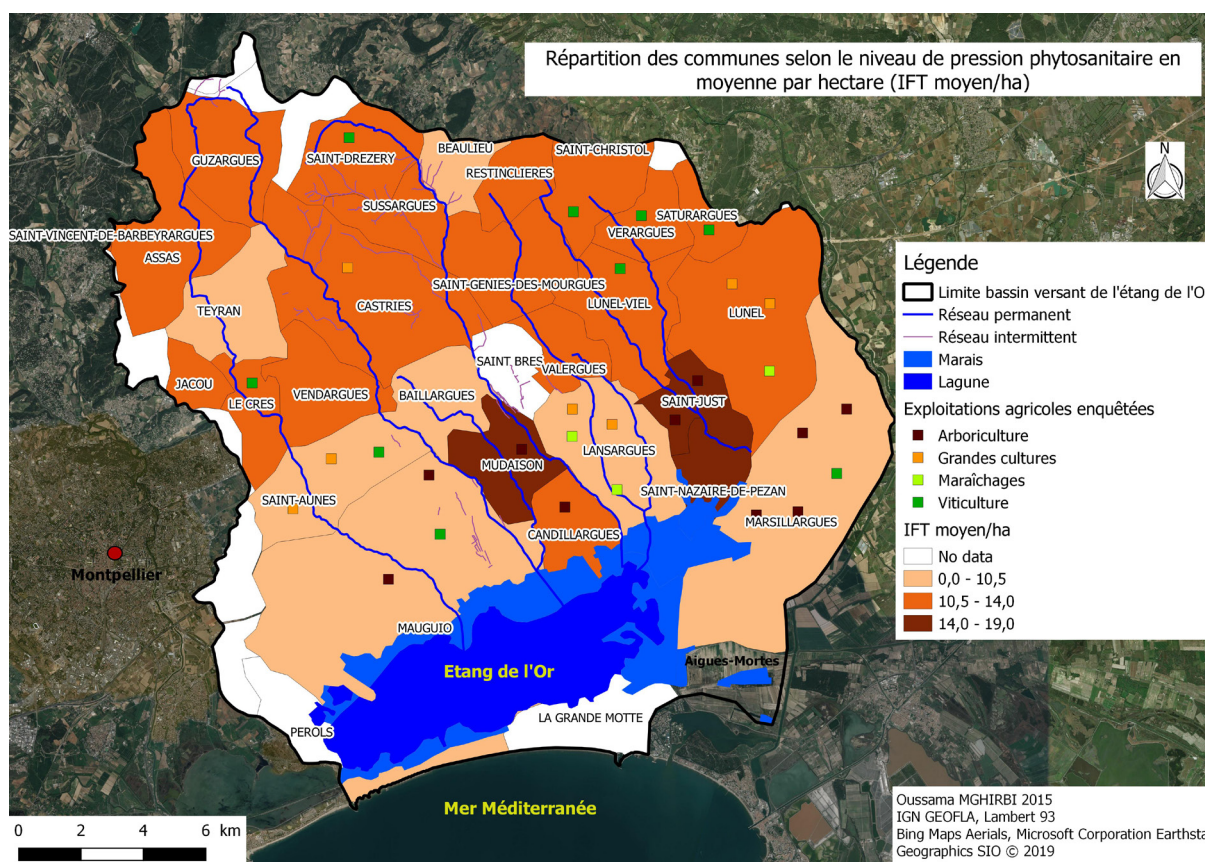 Répartition des communes selon le niveau de pression phytosanitaire en
moyenne par hectare (IFT moyen/ha)
N
BEAULIEU
SAINT-CHRISTOL
GUZARGUES
SAINT-DREZERY
RESTINCLIERES
SUSSARGUES
SATURARGUES
VERARGUES
SAINT-VINCENT-DE-BARBEYRARGUES
ASSAS
SAINT-GENIES-DES-MOURGUES
TEYRAN
CASTRIES
LUNEL-VIEL
LUNEL
SAINT BRES
VALERGUES
JACOU
LE CRES
VENDARGUES
BAILLARGUES
SAINT-JUST
LANSARGUES
MUDAISON
SAINT-NAZAIRE-DE-PEZAN
SAINT-AUNES
MARSILLARGUES
CANDILLARGUES
Montpellier
MAUGUIO
Aigues-Mortes
Etang de l'Or
LA GRANDE MOTTE
PEROLS
Mer Méditerranée
Légende
Limite bassin versant de l'étang de l'O
Réseau permanent
Réseau intermittent
Marais
Lagune
Exploitations agricoles enquêtées
Arboriculture
Grandes cultures
Maraîchages
Viticulture
IFT moyen/ha
No data
0,0 - 10,5
10,5 - 14,0
14,0 - 19,0
0 2 4 6 km
Oussama MGHIRBI 2015
IGN GEOFLA, Lambert 93
Bing Maps Aerials, Microsoft Corporation Earthsta
Geographics SIO © 2019